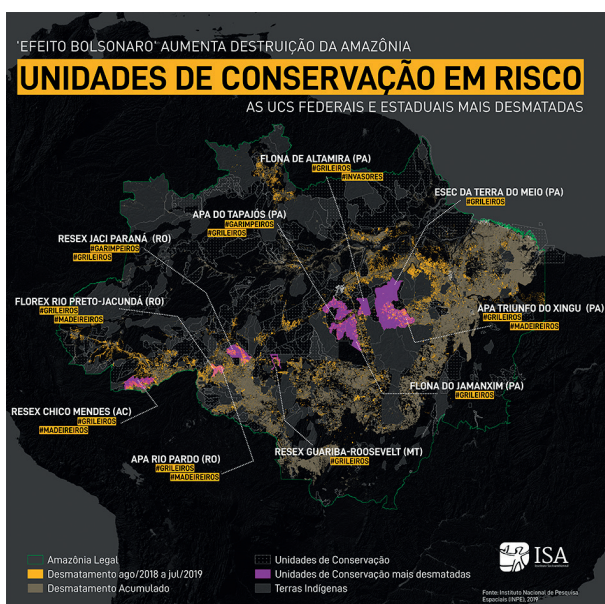 'EFEITO BOLSONARO' AUMENTA DESTRUIÇÃO DA AMAZÔNIA
UNIDADES DE CONSERVAÇÃO EM RISCO
AS UCS FEDERAIS E ESTADUAIS MAIS DESMATADAS
FLONA DE ALTAMIRA (PA)
#GRILEIROS
#INVASORES
ESEC DA TERRA DO MEIO (PA)
#GRILEIROS
APA DO TAPAJÓS (PA)
#GARIMPEIROS
#GRILEIROS
RESEX JACI PARANÁ (RO)
#GARIMPEIROS
#GRILEIROS
FLOREX RIO PRETO-JACUNDÁ (RO)
#GRILEIROS
#MADEIREIROS
APA TRIUNFO DO XINGU (PA)
#GRILEIROS
#MADEIREIROS
FLONA DO JAMANXIM (PA)
#GRILEIROS
RESEX CHICO MENDES (AC)
#GRILEIROS
#MADEIREIROS
APA RIO PARDO (RO)
#GRILEIROS
#MADEIREIROS
RESEX GUARIBA-ROOSEVELT (MT)
#GRILEIROS
Amazônia Legal
Desmatamento ago/2018 a jul/2019
Desmatamento Acumulado
Unidades de Conservação
Unidades de Conservação mais desmatadas
Terras Indígenas
ISA
Fonte: Instituto Nacional de Pesquisa
Espaciais (INPE), 2019